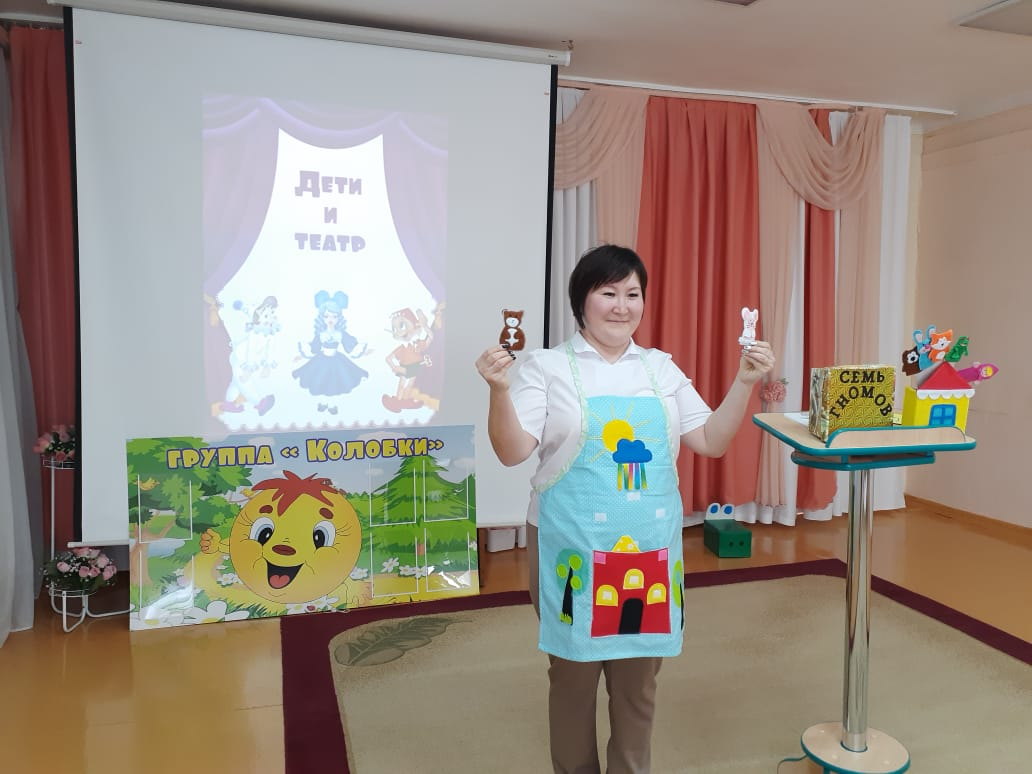 Дети
и
театр
группа « Колобки»
СЕМЬ
ГНОМОВ